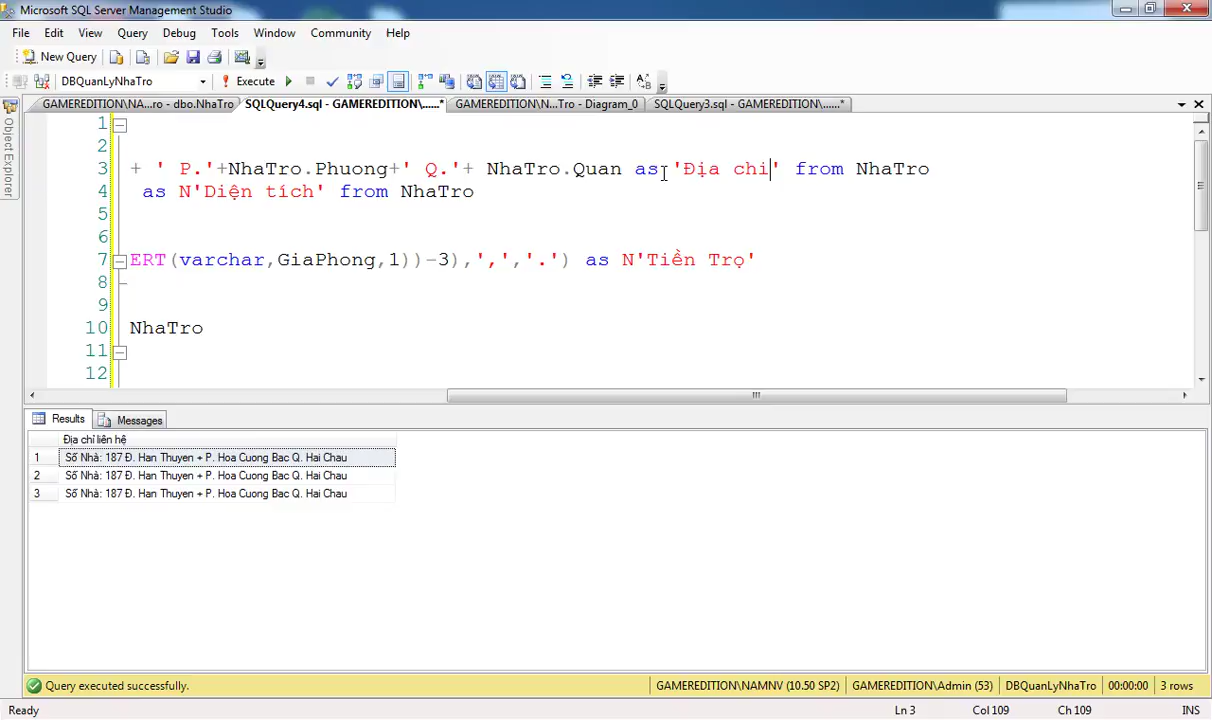 Microsoft SQL Server Management Studio
File Edit View Query Debug Tools Window Community Help
New Query
DBQuanLyNhaTro Execute
GAMEREDITION\NA...ro - dbo.NhaTro SQLQuery4.sql - GAMEREDITION\......* GAMEREDITION\N...Tro - Diagram_0 SQLQuery3.sql - GAMEREDITION\......*
Object Explorer
1
2
3 + ' P.'+NhaTro.Phuong+' Q.'+ NhaTro.Quan as 'Địa chi' from NhaTro
4 as N'Diện tích' from NhaTro
5
6
7 ERT(varchar,GiaPhong,1))-3),',','.') as N'Tiền Trọ'
8
9
10 NhaTro
11
12
Results Messages
Địa chỉ liên hệ
1 Số Nhà: 187 Đ. Han Thuyen + P. Hoa Cuong Bac Q. Hai Chau
2 Số Nhà: 187 Đ. Han Thuyen + P. Hoa Cuong Bac Q. Hai Chau
3 Số Nhà: 187 Đ. Han Thuyen + P. Hoa Cuong Bac Q. Hai Chau
Query executed successfully. GAMEREDITION\NAMNV (10.50 SP2) GAMEREDITION\Admin (53) DBQuanLyNhaTro 00:00:00 3 rows
Ready Ln 3 Col 109 Ch 109 INS